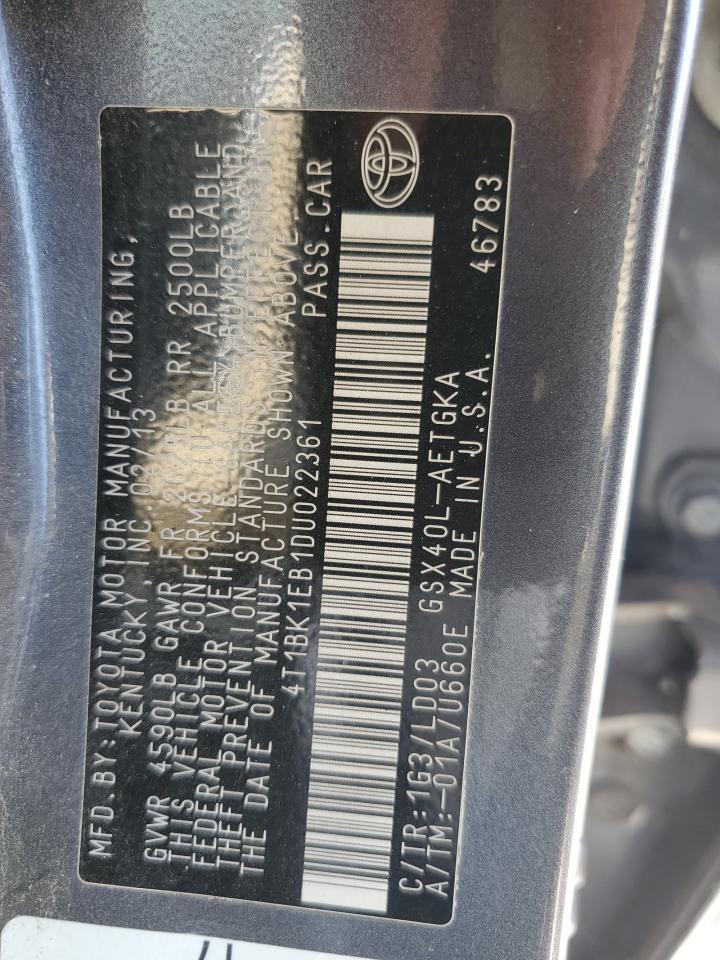 MFD. BY: TOYOTA MOTOR MANUFACTURING,
KENTUCKY, INC 02/13
GVWR 4590LB GAWR FR RR 2500LB
THIS VEHICLE CONFORMS TO ALL APPLICABLE
FEDERAL MOTOR VEHICLE SAFETY, BUMPER, AND
THEFT PREVENTION STANDARDS IN EFFECT ON
THE DATE OF MANUFACTURE SHOWN ABOVE.
4T1BK1EB1DU022361 PASS.CAR
C/TR:1G3/LD03 GSX40L-AETGKA
A/TM:-01A/U660E MADE IN U.S.A.
46783